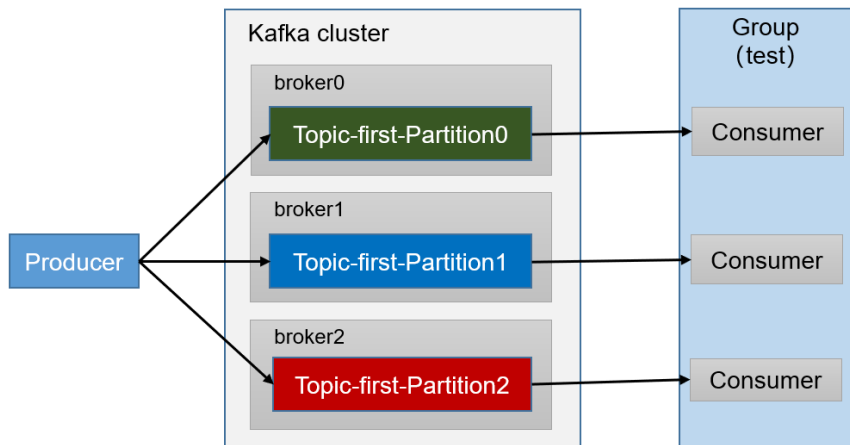 Kafka cluster
Group
(test)
broker0
Topic-first-Partition0
Consumer
broker1
Producer
Topic-first-Partition1
Consumer
broker2
Topic-first-Partition2
Consumer